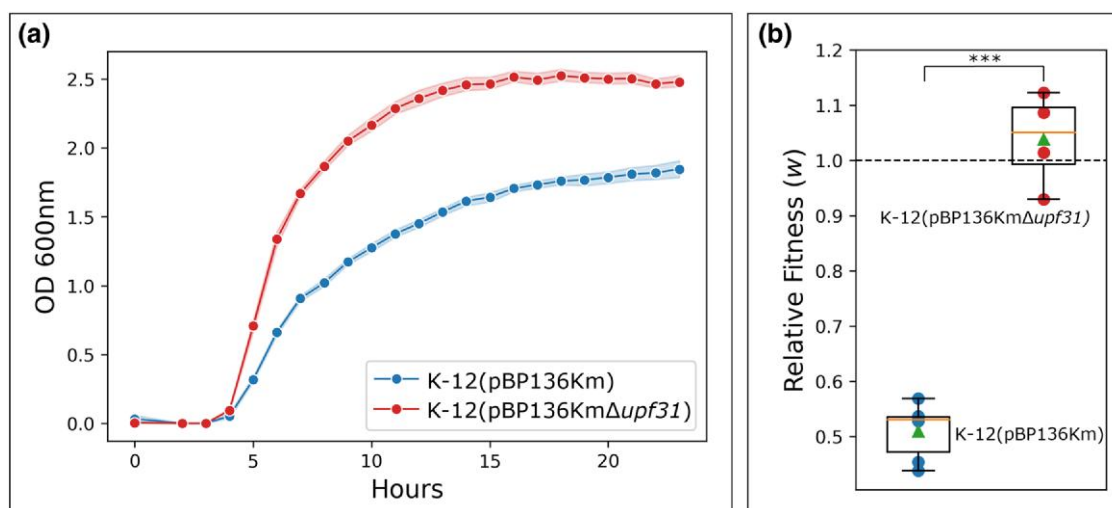 (a)
2.5
2.0
1.5
1.0
0.5
0.0
OD 600nm
0
5
10
15
20
Hours
K-12(pBP136Km)
K-12(pBP136KmΔupf31)
(b)
1.2
1.1
1.0
0.9
0.8
0.7
0.6
0.5
Relative Fitness (w)
***
K-12(pBP136KmΔupf31)
K-12(pBP136Km)